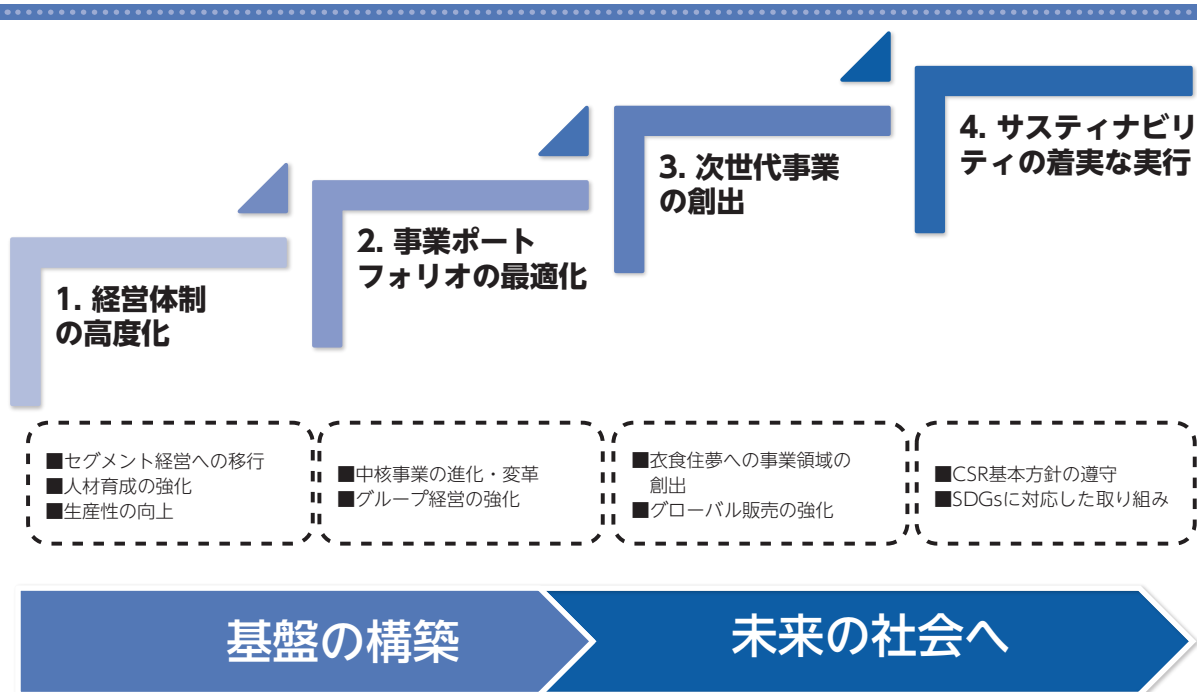 1. 経営体制
の高度化
2. 事業ポート
フォリオの最適化
3. 次世代事業
の創出
4. サスティナビリ
ティの着実な実行
■セグメント経営への移行
■人材育成の強化
■生産性の向上
■中核事業の進化・変革
■グループ経営の強化
■衣食住夢への事業領域の
創出
■グローバル販売の強化
■CSR基本方針の遵守
■SDGsに対応した取り組み
基盤の構築
未来の社会へ